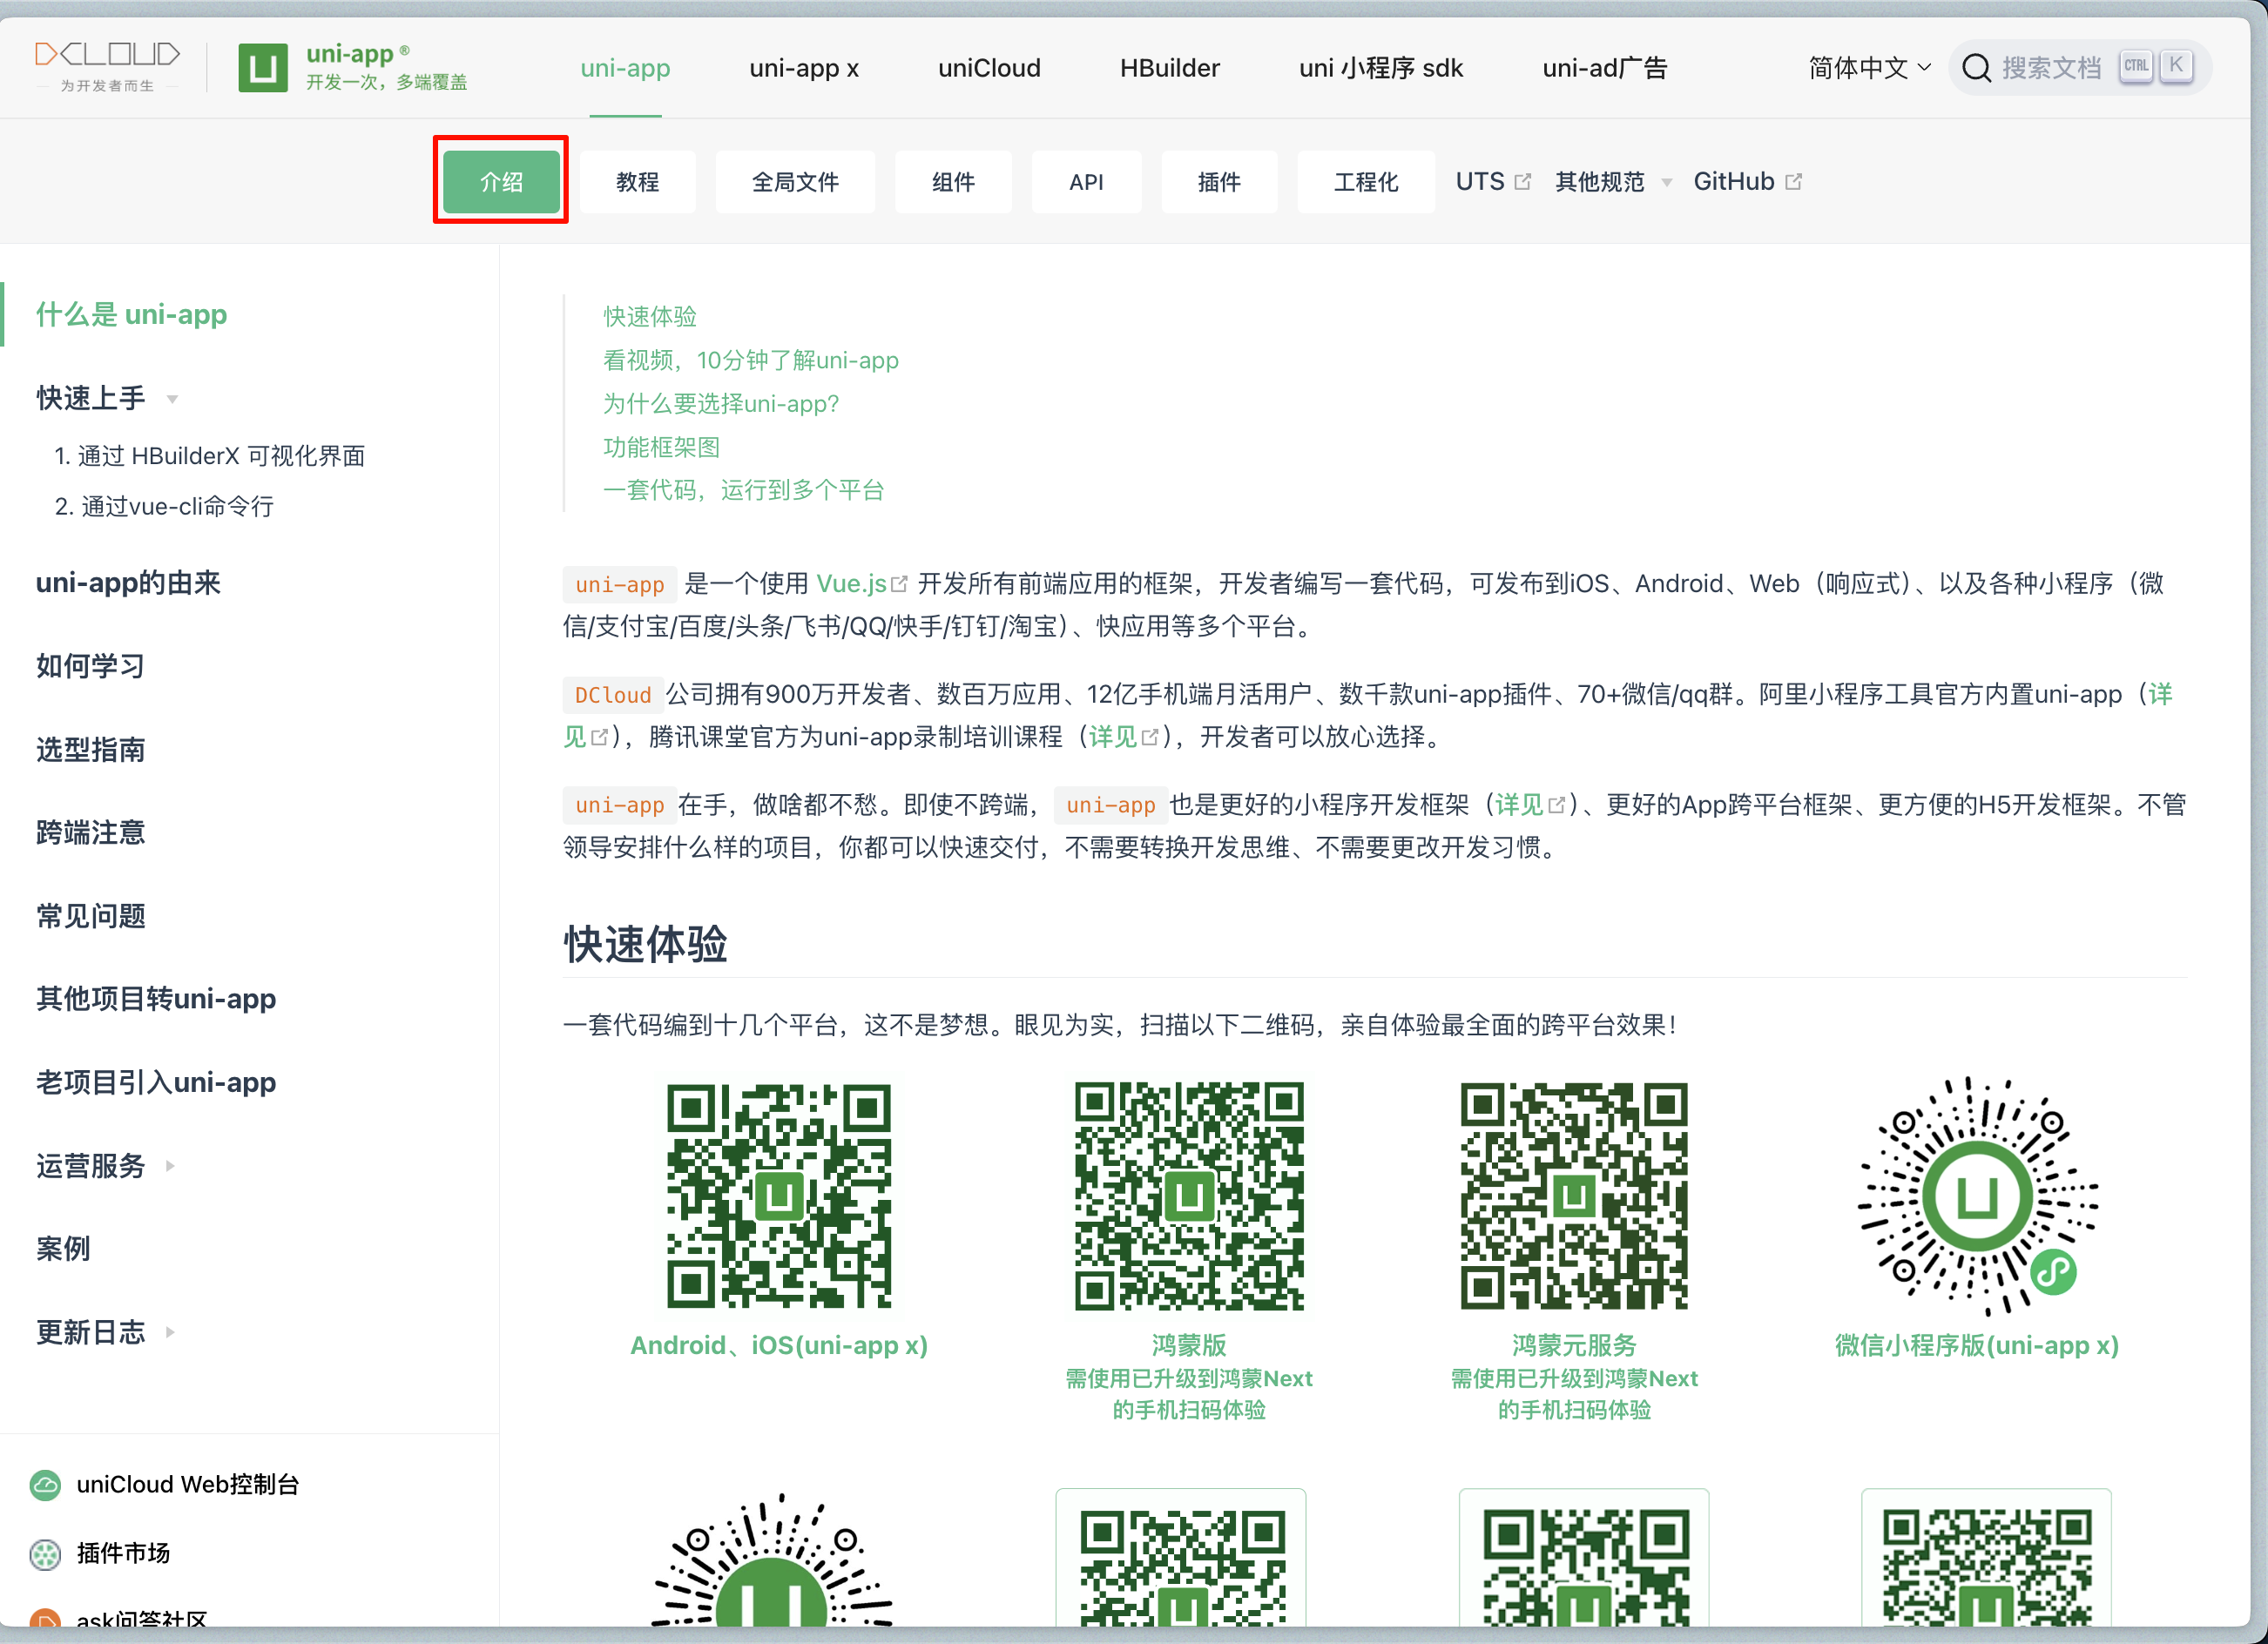 DCLOUD
为开发者而生
uni-app ®
开发一次，多端覆盖
uni-app
uni-app x
uniCloud
HBuilder
uni 小程序 sdk
uni-ad广告
简体中文
搜索文档
CTRL
K
介绍
教程
全局文件
组件
API
插件
工程化
UTS
其他规范
GitHub
什么是 uni-app
快速上手
1. 通过 HBuilderX 可视化界面
2. 通过vue-cli命令行
uni-app的由来
如何学习
选型指南
跨端注意
常见问题
其他项目转uni-app
老项目引入uni-app
运营服务
案例
更新日志
uniCloud Web控制台
插件市场
ask问答社区
快速体验
看视频，10分钟了解uni-app
为什么要选择uni-app?
功能框架图
一套代码，运行到多个平台
uni-app 是一个使用 Vue.js 开发所有前端应用的框架，开发者编写一套代码，可发布到iOS、Android、Web（响应式）、以及各种小程序（微
信/支付宝/百度/头条/飞书/QQ/快手/钉钉/淘宝）、快应用等多个平台。
DCloud公司拥有900万开发者、数百万应用、12亿手机端月活用户、数千款uni-app插件、70+微信/qq群。阿里小程序工具官方内置uni-app（详
见），腾讯课堂官方为uni-app录制培训课程（详见），开发者可以放心选择。
uni-app在手，做啥都不愁。即使不跨端，uni-app也是更好的小程序开发框架（详见）、更好的App跨平台框架、更方便的H5开发框架。不管
领导安排什么样的项目，你都可以快速交付，不需要转换开发思维、不需要更改开发习惯。
快速体验
一套代码编到十几个平台，这不是梦想。眼见为实，扫描以下二维码，亲自体验最全面的跨平台效果！
Android、iOS(uni-app x)
鸿蒙版
需使用已升级到鸿蒙Next
的手机扫码体验
鸿蒙元服务
需使用已升级到鸿蒙Next
的手机扫码体验
微信小程序版(uni-app x)